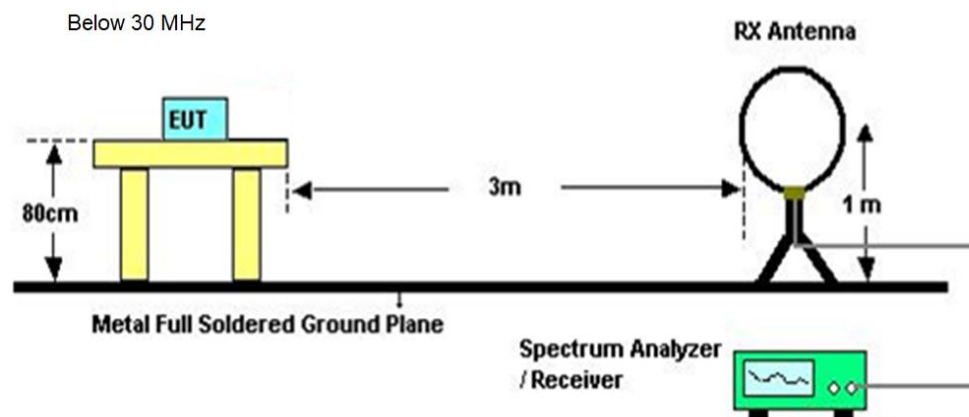 Below 30 MHz
RX Antenna
EUT
80cm
3m
1 m
Metal Full Soldered Ground Plane
Spectrum Analyzer
/ Receiver